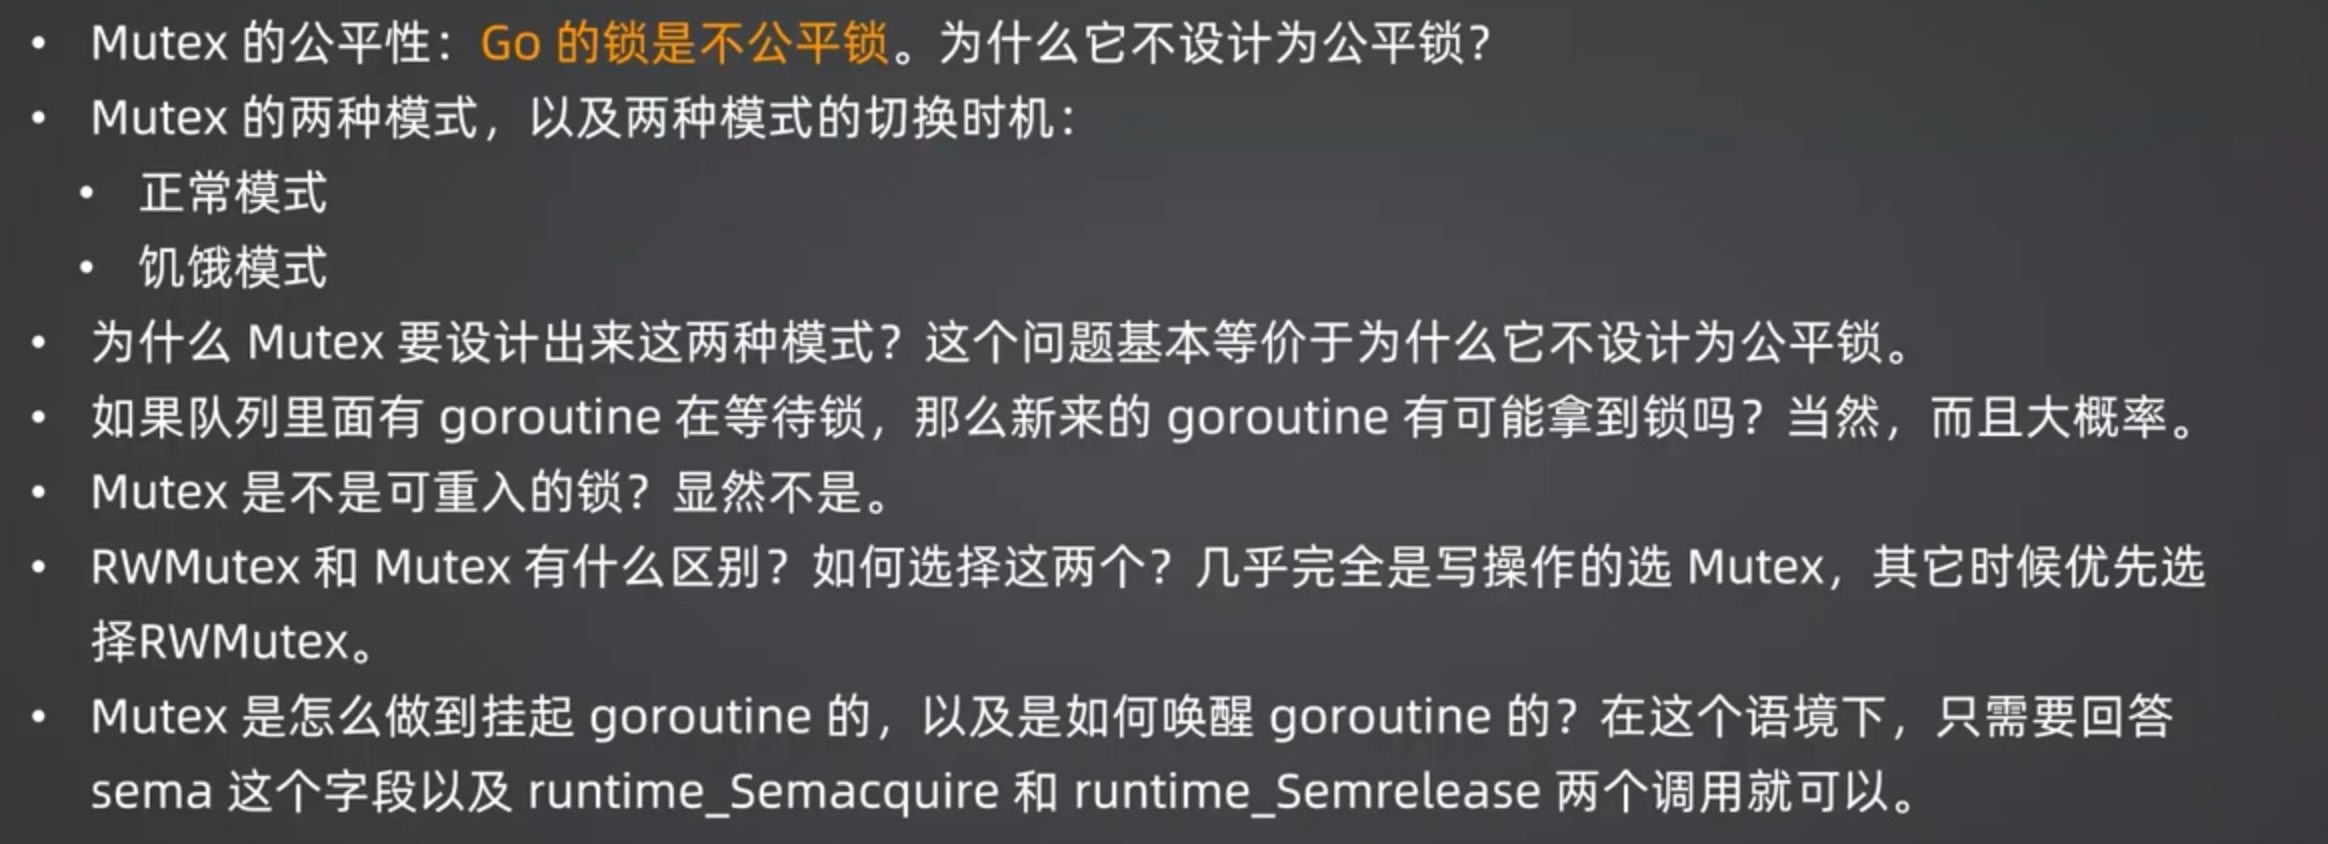 • Mutex 的公平性：Go 的锁是不公平锁。为什么它不设计为公平锁？
• Mutex 的两种模式，以及两种模式的切换时机：
• 正常模式
• 饥饿模式
• 为什么 Mutex 要设计出来这两种模式？这个问题基本等价于为什么它不设计为公平锁。
• 如果队列里面有 goroutine 在等待锁，那么新来的 goroutine 有可能拿到锁吗？当然，而且大概率。
• Mutex 是不是可重入的锁？显然不是。
• RWMutex 和 Mutex 有什么区别？如何选择这两个？几乎完全是写操作的选 Mutex，其它时候优先选
择RWMutex。
• Mutex 是怎么做到挂起 goroutine 的，以及是如何唤醒 goroutine 的？在这个语境下，只需要回答
sema 这个字段以及 runtime_Semacquire 和 runtime_Semrelease 两个调用就可以。